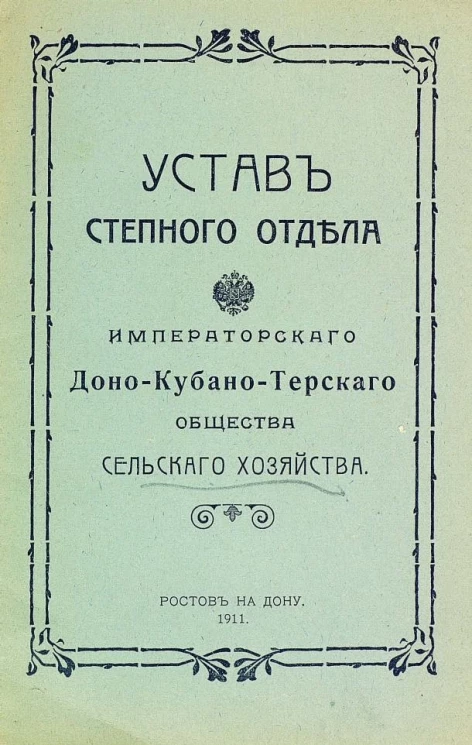 УСТАВЪ
СТЕПНОГО ОТДѢЛА
ИМПЕРАТОРСКАГО
Доно-Кубано-Терскаго
ОБЩЕСТВА
СЕЛЬСКАГО ХОЗЯЙСТВА.
РОСТОВЪ НА ДОНУ.
1911.